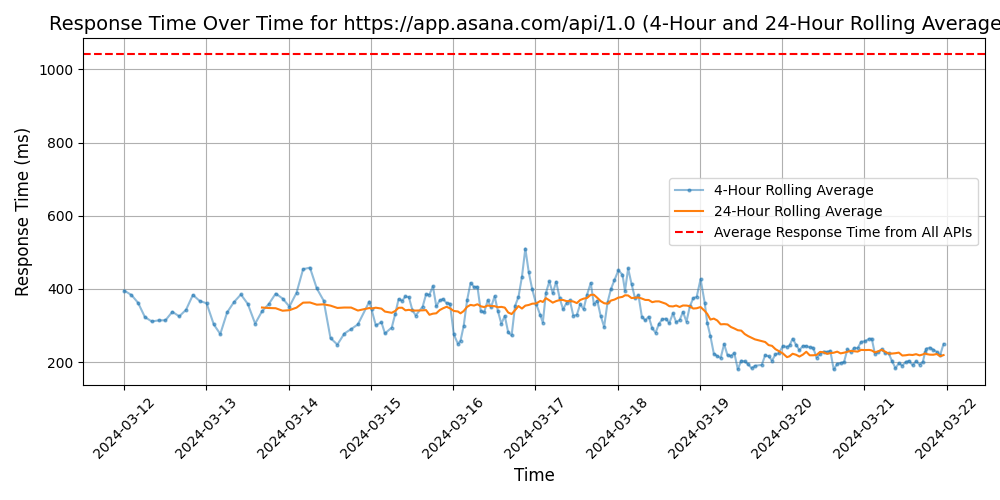 Response Time Over Time for https://app.asana.com/api/1.0 (4-Hour and 24-Hour Rolling Average
Response Time (ms)
1000
800
600
400
200
4-Hour Rolling Average
24-Hour Rolling Average
Average Response Time from All APIs
2024-03-12
2024-03-13
2024-03-14
2024-03-15
2024-03-16
2024-03-17
2024-03-18
2024-03-19
2024-03-20
2024-03-21
2024-03-22
Time